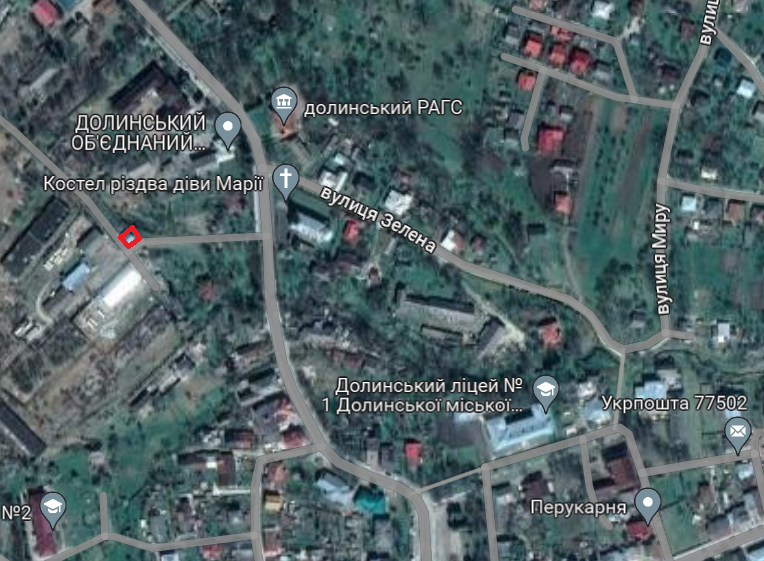 вули
долинський РАГС
ДОЛИНСЬКИЙ
ОБ'ЄДНАНИЙ...
Костел різдва діви Марії
вулиця Зелена
вулиця Миру
Долинський ліцей №
1 Долинської міської...
Укрпошта 77502
Перукарня
№2